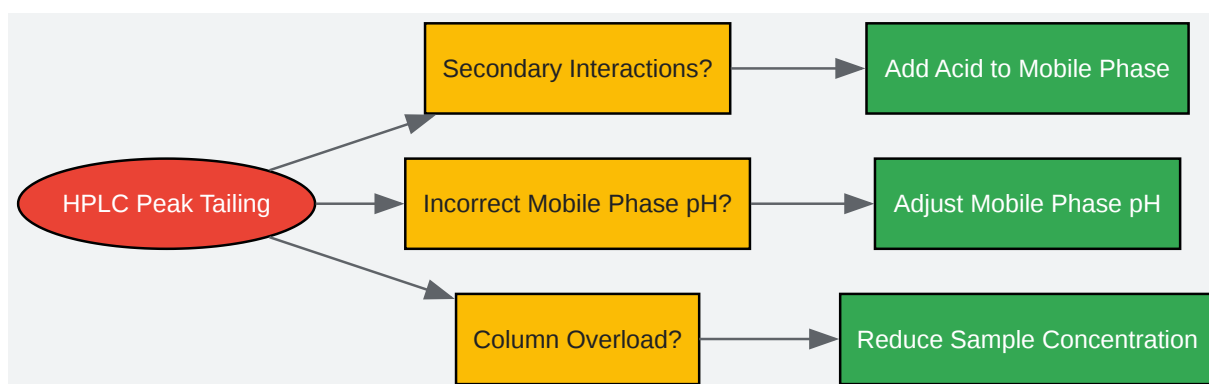 Secondary Interactions?
Add Acid to Mobile Phase
HPLC Peak Tailing
Incorrect Mobile Phase pH?
Adjust Mobile Phase pH
Column Overload?
Reduce Sample Concentration